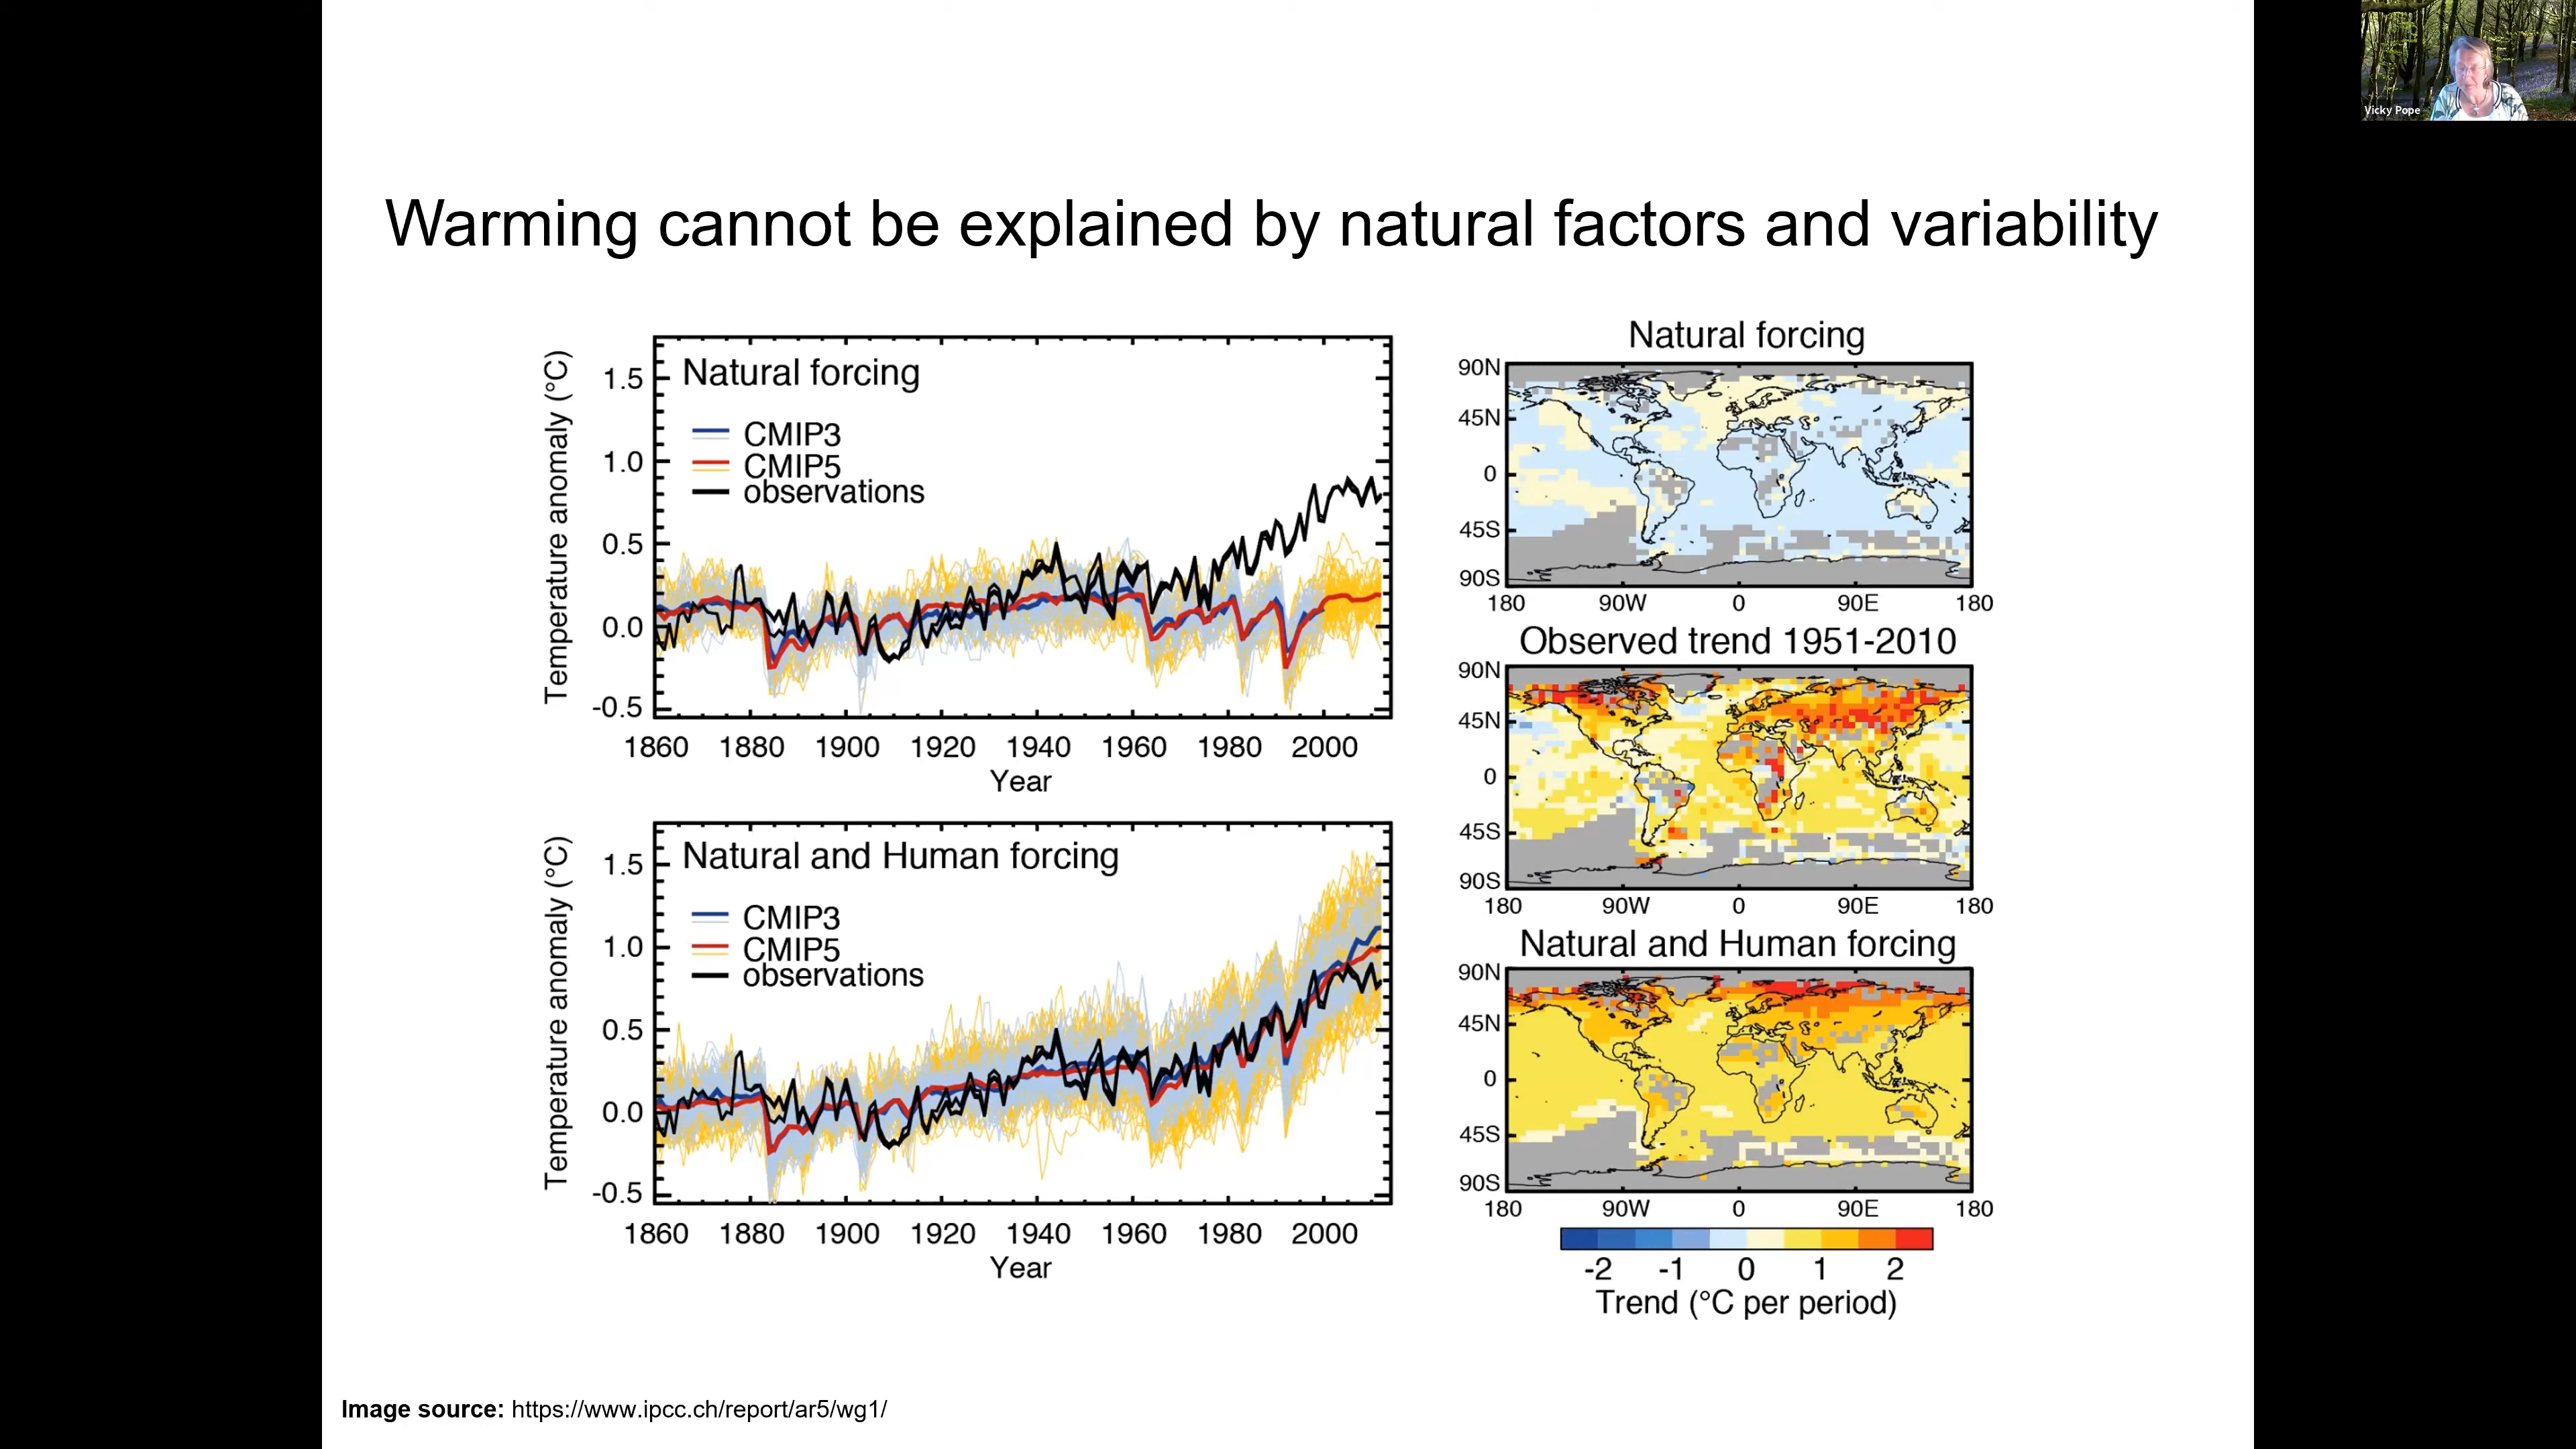 Vicky Pope
Warming cannot be explained by natural factors and variability
Temperature anomaly (°C)
Natural forcing
CMIP3
CMIP5
observations
1.5
1.0
0.5
0.0
-0.5
1860 1880 1900 1920 1940 1960 1980 2000
Year
Temperature anomaly (°C)
Natural and Human forcing
CMIP3
CMIP5
observations
1.5
1.0
0.5
0.0
-0.5
1860 1880 1900 1920 1940 1960 1980 2000
Year
Natural forcing
90N
45N
0
45S
90S
180 90W 0 90E 180
Observed trend 1951-2010
90N
45N
0
45S
90S
180 90W 0 90E 180
Natural and Human forcing
90N
45N
0
45S
90S
180 90W 0 90E 180
-2 -1 0 1 2
Trend (°C per period)
Image source: https://www.ipcc.ch/report/ar5/wg1/